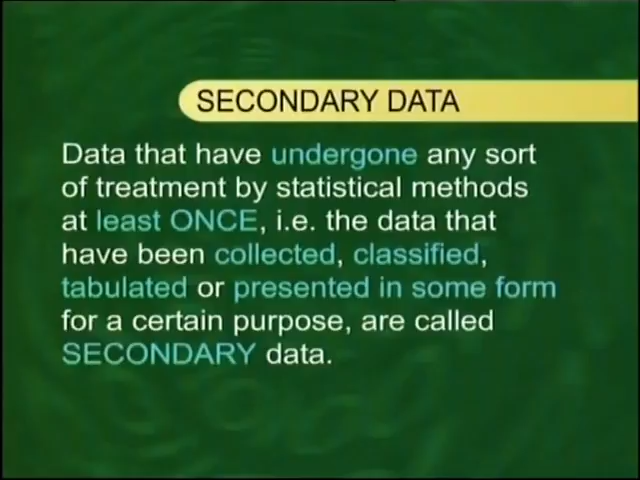 SECONDARY DATA
Data that have undergone any sort
of treatment by statistical methods
at least ONCE, i.e. the data that
have been collected, classified,
tabulated or presented in some form
for a certain purpose, are called
SECONDARY data.